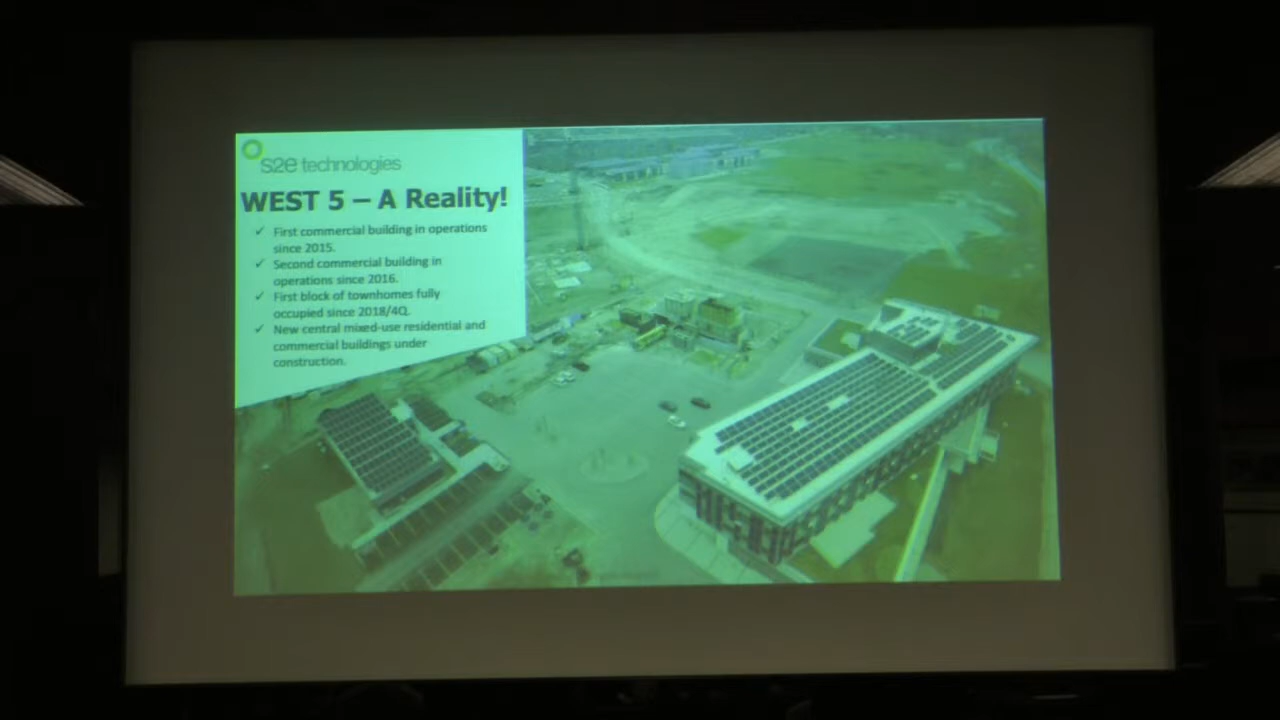 s2e technologies
WEST 5 – A Reality!
✓ First commercial building in operations
since 2015.
✓ Second commercial building in
operations since 2016.
✓ First block of townhomes fully
occupied since 2018/4Q.
✓ New central mixed-use residential and
commercial buildings under
construction.